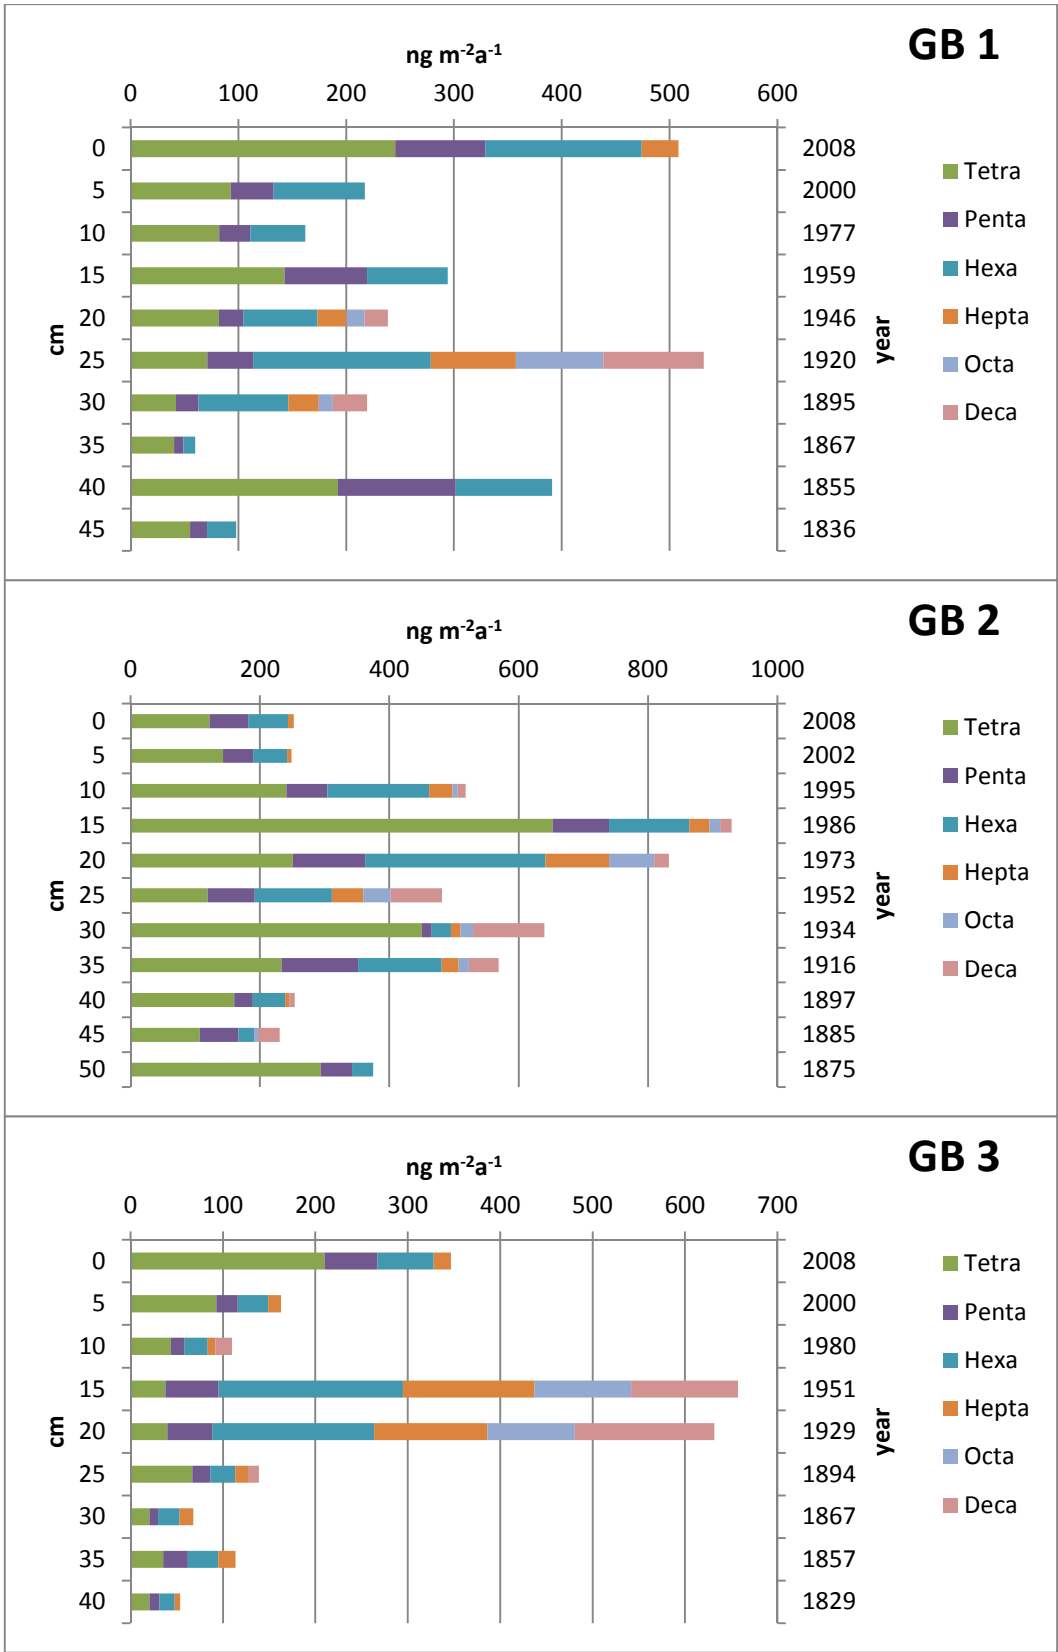 GB 1
ng m-2a-1
0 100 200 300 400 500 600
0 2008
5 2000
10 1977
15 1959
20 1946
25 1920
30 1895
35 1867
40 1855
45 1836
cm
year
Tetra
Penta
Hexa
Hepta
Octa
Deca
GB 2
ng m-2a-1
0 200 400 600 800 1000
0 2008
5 2002
10 1995
15 1986
20 1973
25 1952
30 1934
35 1916
40 1897
45 1885
50 1875
cm
year
Tetra
Penta
Hexa
Hepta
Octa
Deca
GB 3
ng m-2a-1
0 100 200 300 400 500 600 700
0 2008
5 2000
10 1980
15 1951
20 1929
25 1894
30 1867
35 1857
40 1829
cm
year
Tetra
Penta
Hexa
Hepta
Octa
Deca